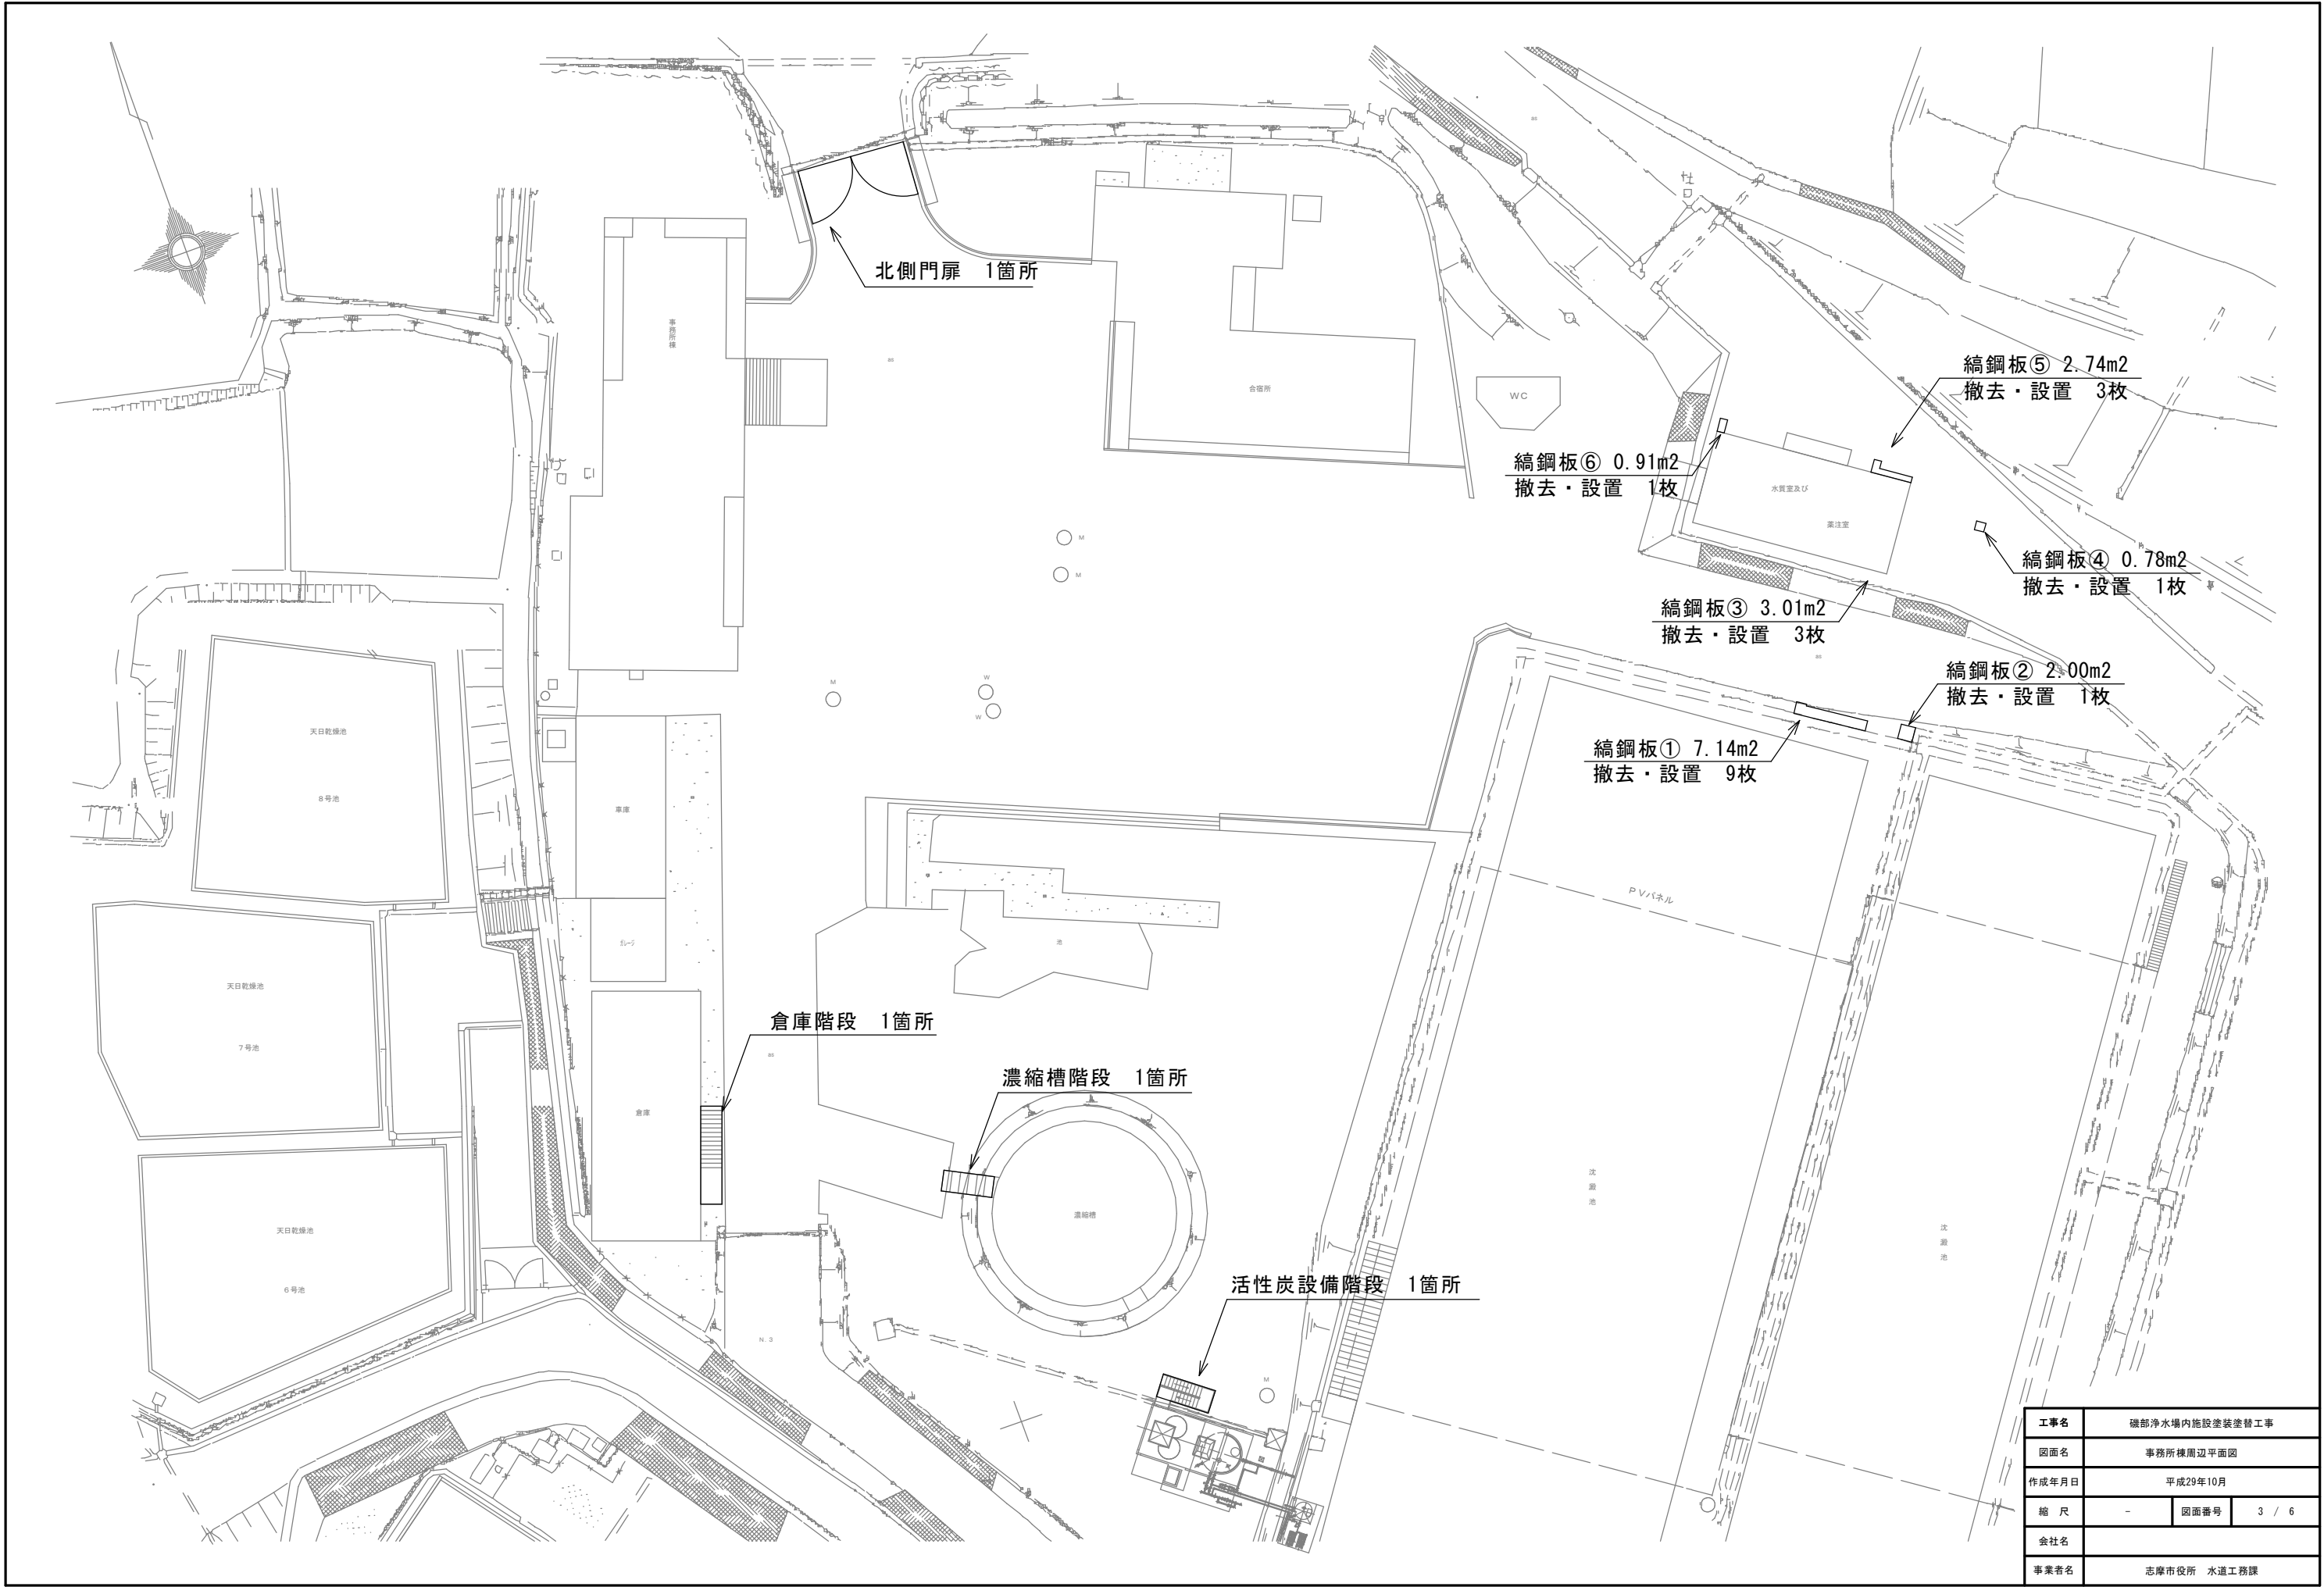 北側門扉　1箇所
事務所棟
as
合宿所
WC
as
縞鋼板⑤ 2.74m2
撤去・設置　3枚
縞鋼板⑥ 0.91m2
撤去・設置　1枚
水質室及び
薬注室
縞鋼板④ 0.78m2
撤去・設置　1枚
縞鋼板③ 3.01m2
撤去・設置　3枚
as
縞鋼板② 2.00m2
撤去・設置　1枚
縞鋼板① 7.14m2
撤去・設置　9枚
M
M
M
W
W
天日乾燥池
8号池
車庫
PVパネル
池
天日乾燥池
7号池
倉庫階段　1箇所
as
濃縮槽階段　1箇所
倉庫
濃縮槽
沈澱池
沈澱池
天日乾燥池
6号池
活性炭設備階段　1箇所
N.3
M
工事名　磯部浄水場内施設塗装塗替工事
図面名　事務所棟周辺平面図
作成年月日　平成29年10月
縮　尺　-　図面番号　3 / 6
会社名
事業者名　志摩市役所　水道工務課